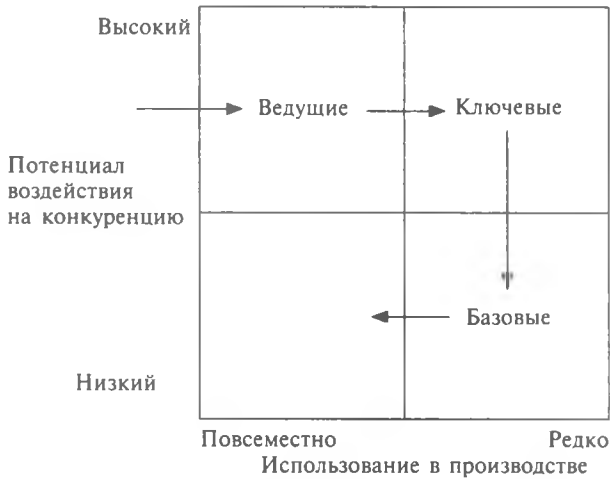 Высокий
Ведущие
Ключевые
Потенциал
воздействия
на конкуренцию
Базовые
Низкий
Повсеместно
Редко
Использование в производстве